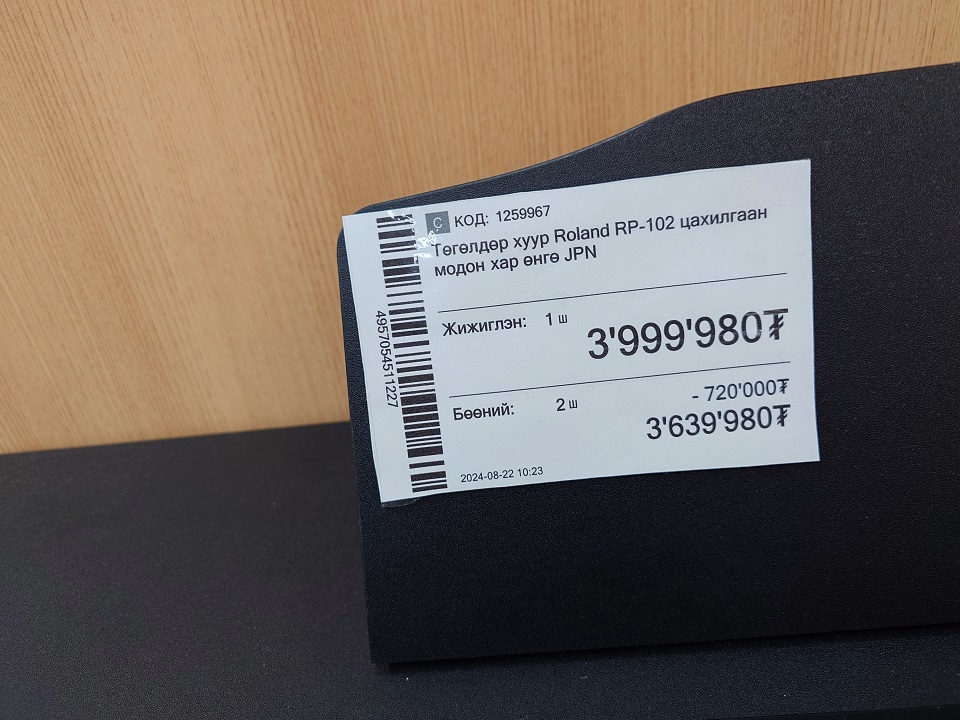 Ç КОД: 1259967
Төгөлдөр хуур Roland RP-102 цахилгаан
модон хар өнгө JPN
Жижиглэн: 1 ш
3'999'980₮
Бөөний: 2 ш
- 720'000₮
3'639'980₮
2024-08-22 10:23
4957054511227